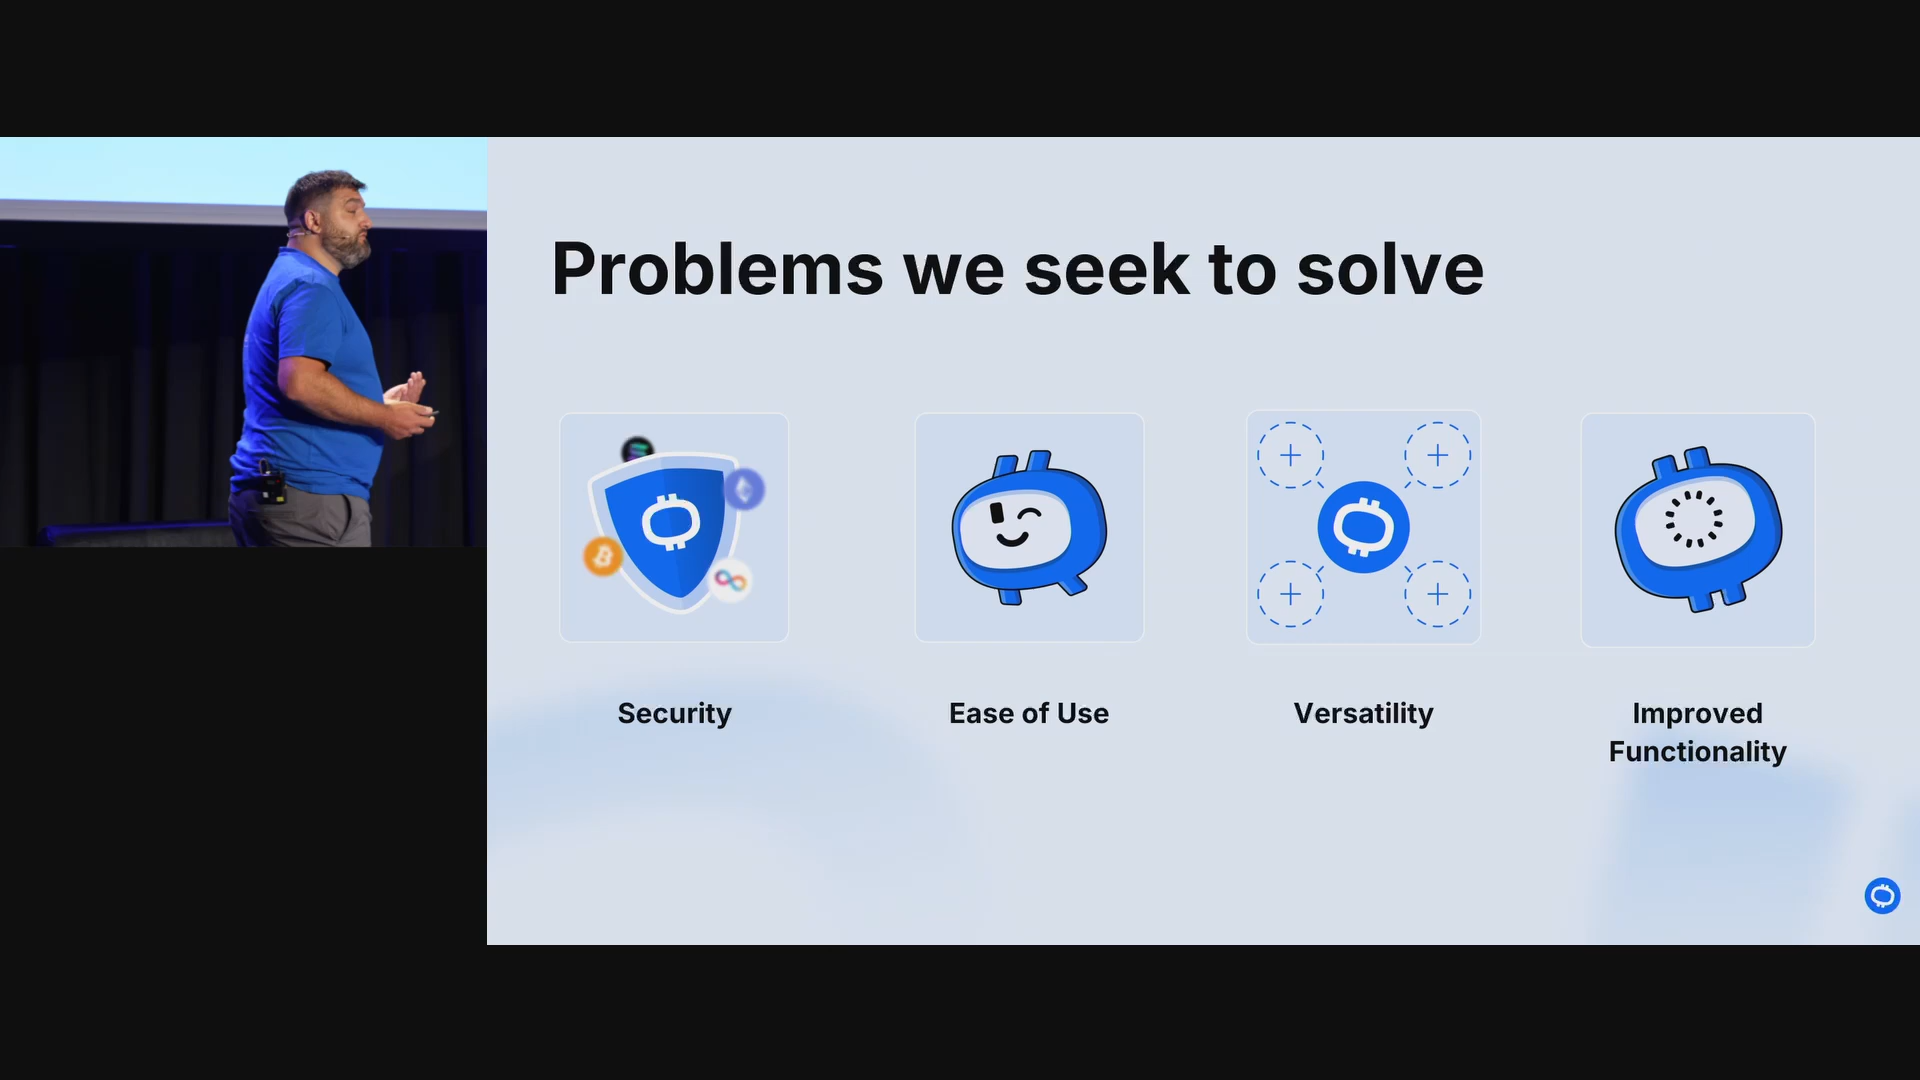 Problems we seek to solve
Security
Ease of Use
Versatility
Improved
Functionality